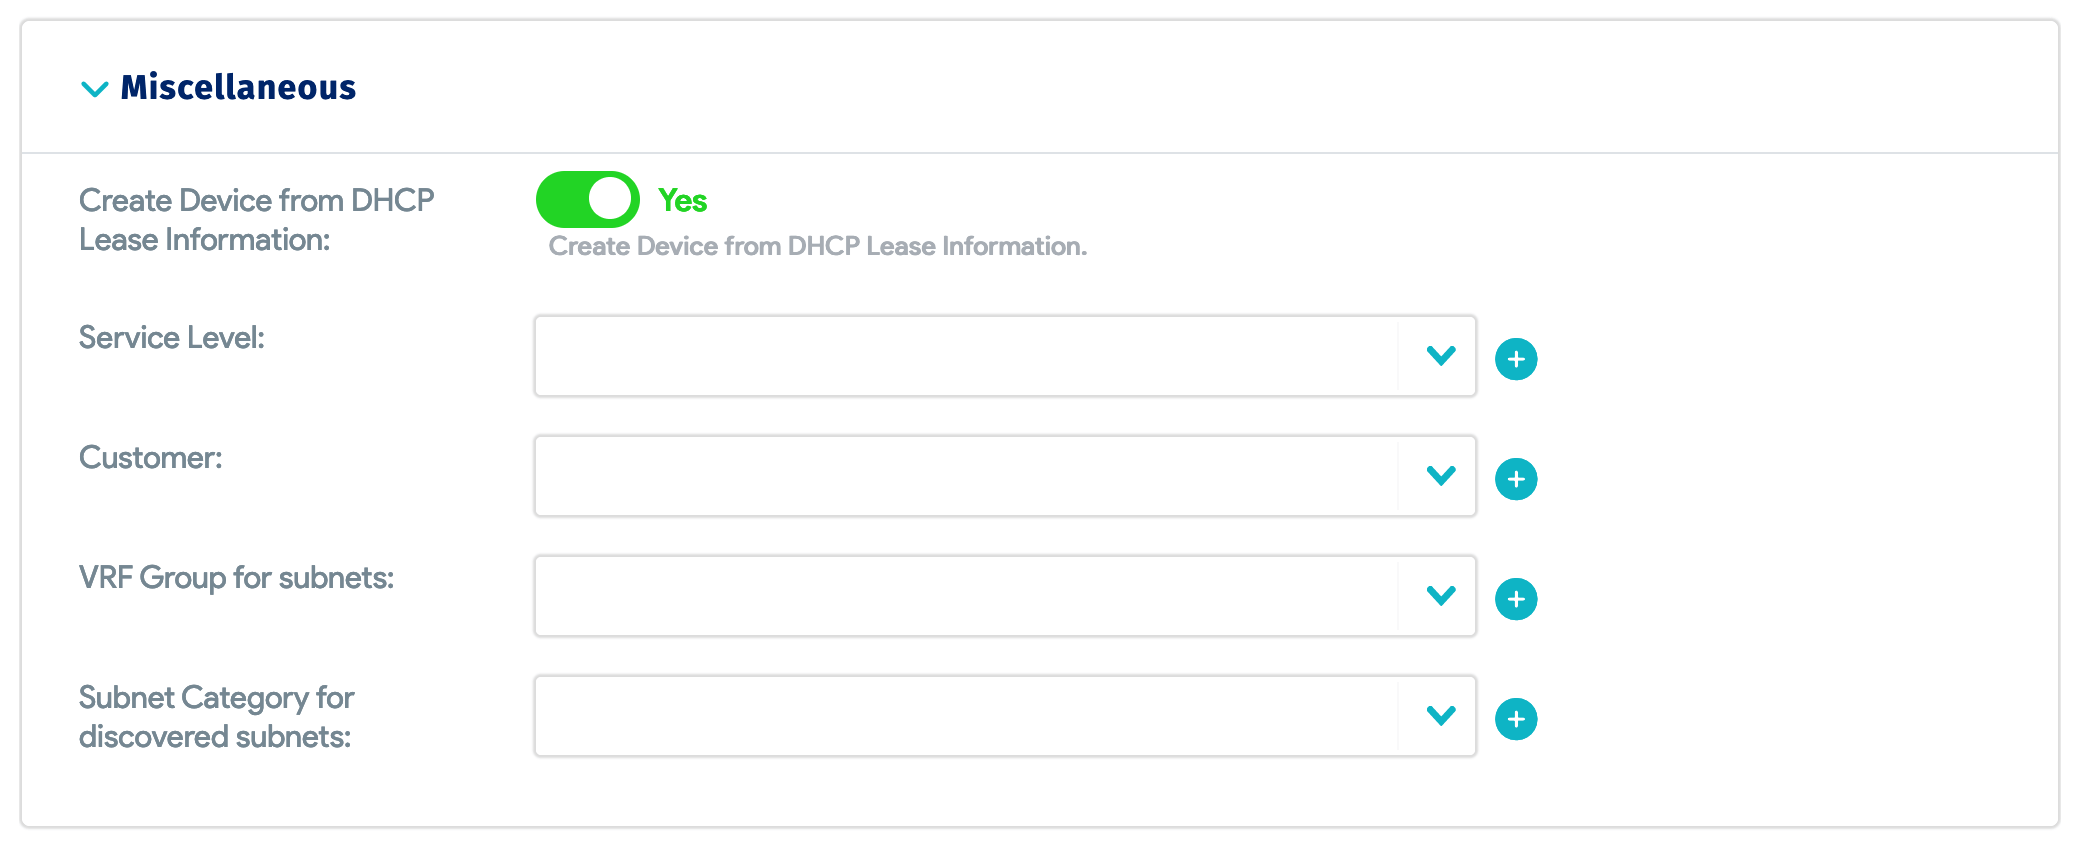 Miscellaneous
Create Device from DHCP
Lease Information:
Yes
Create Device from DHCP Lease Information.
Service Level:
Customer:
VRF Group for subnets:
Subnet Category for
discovered subnets: